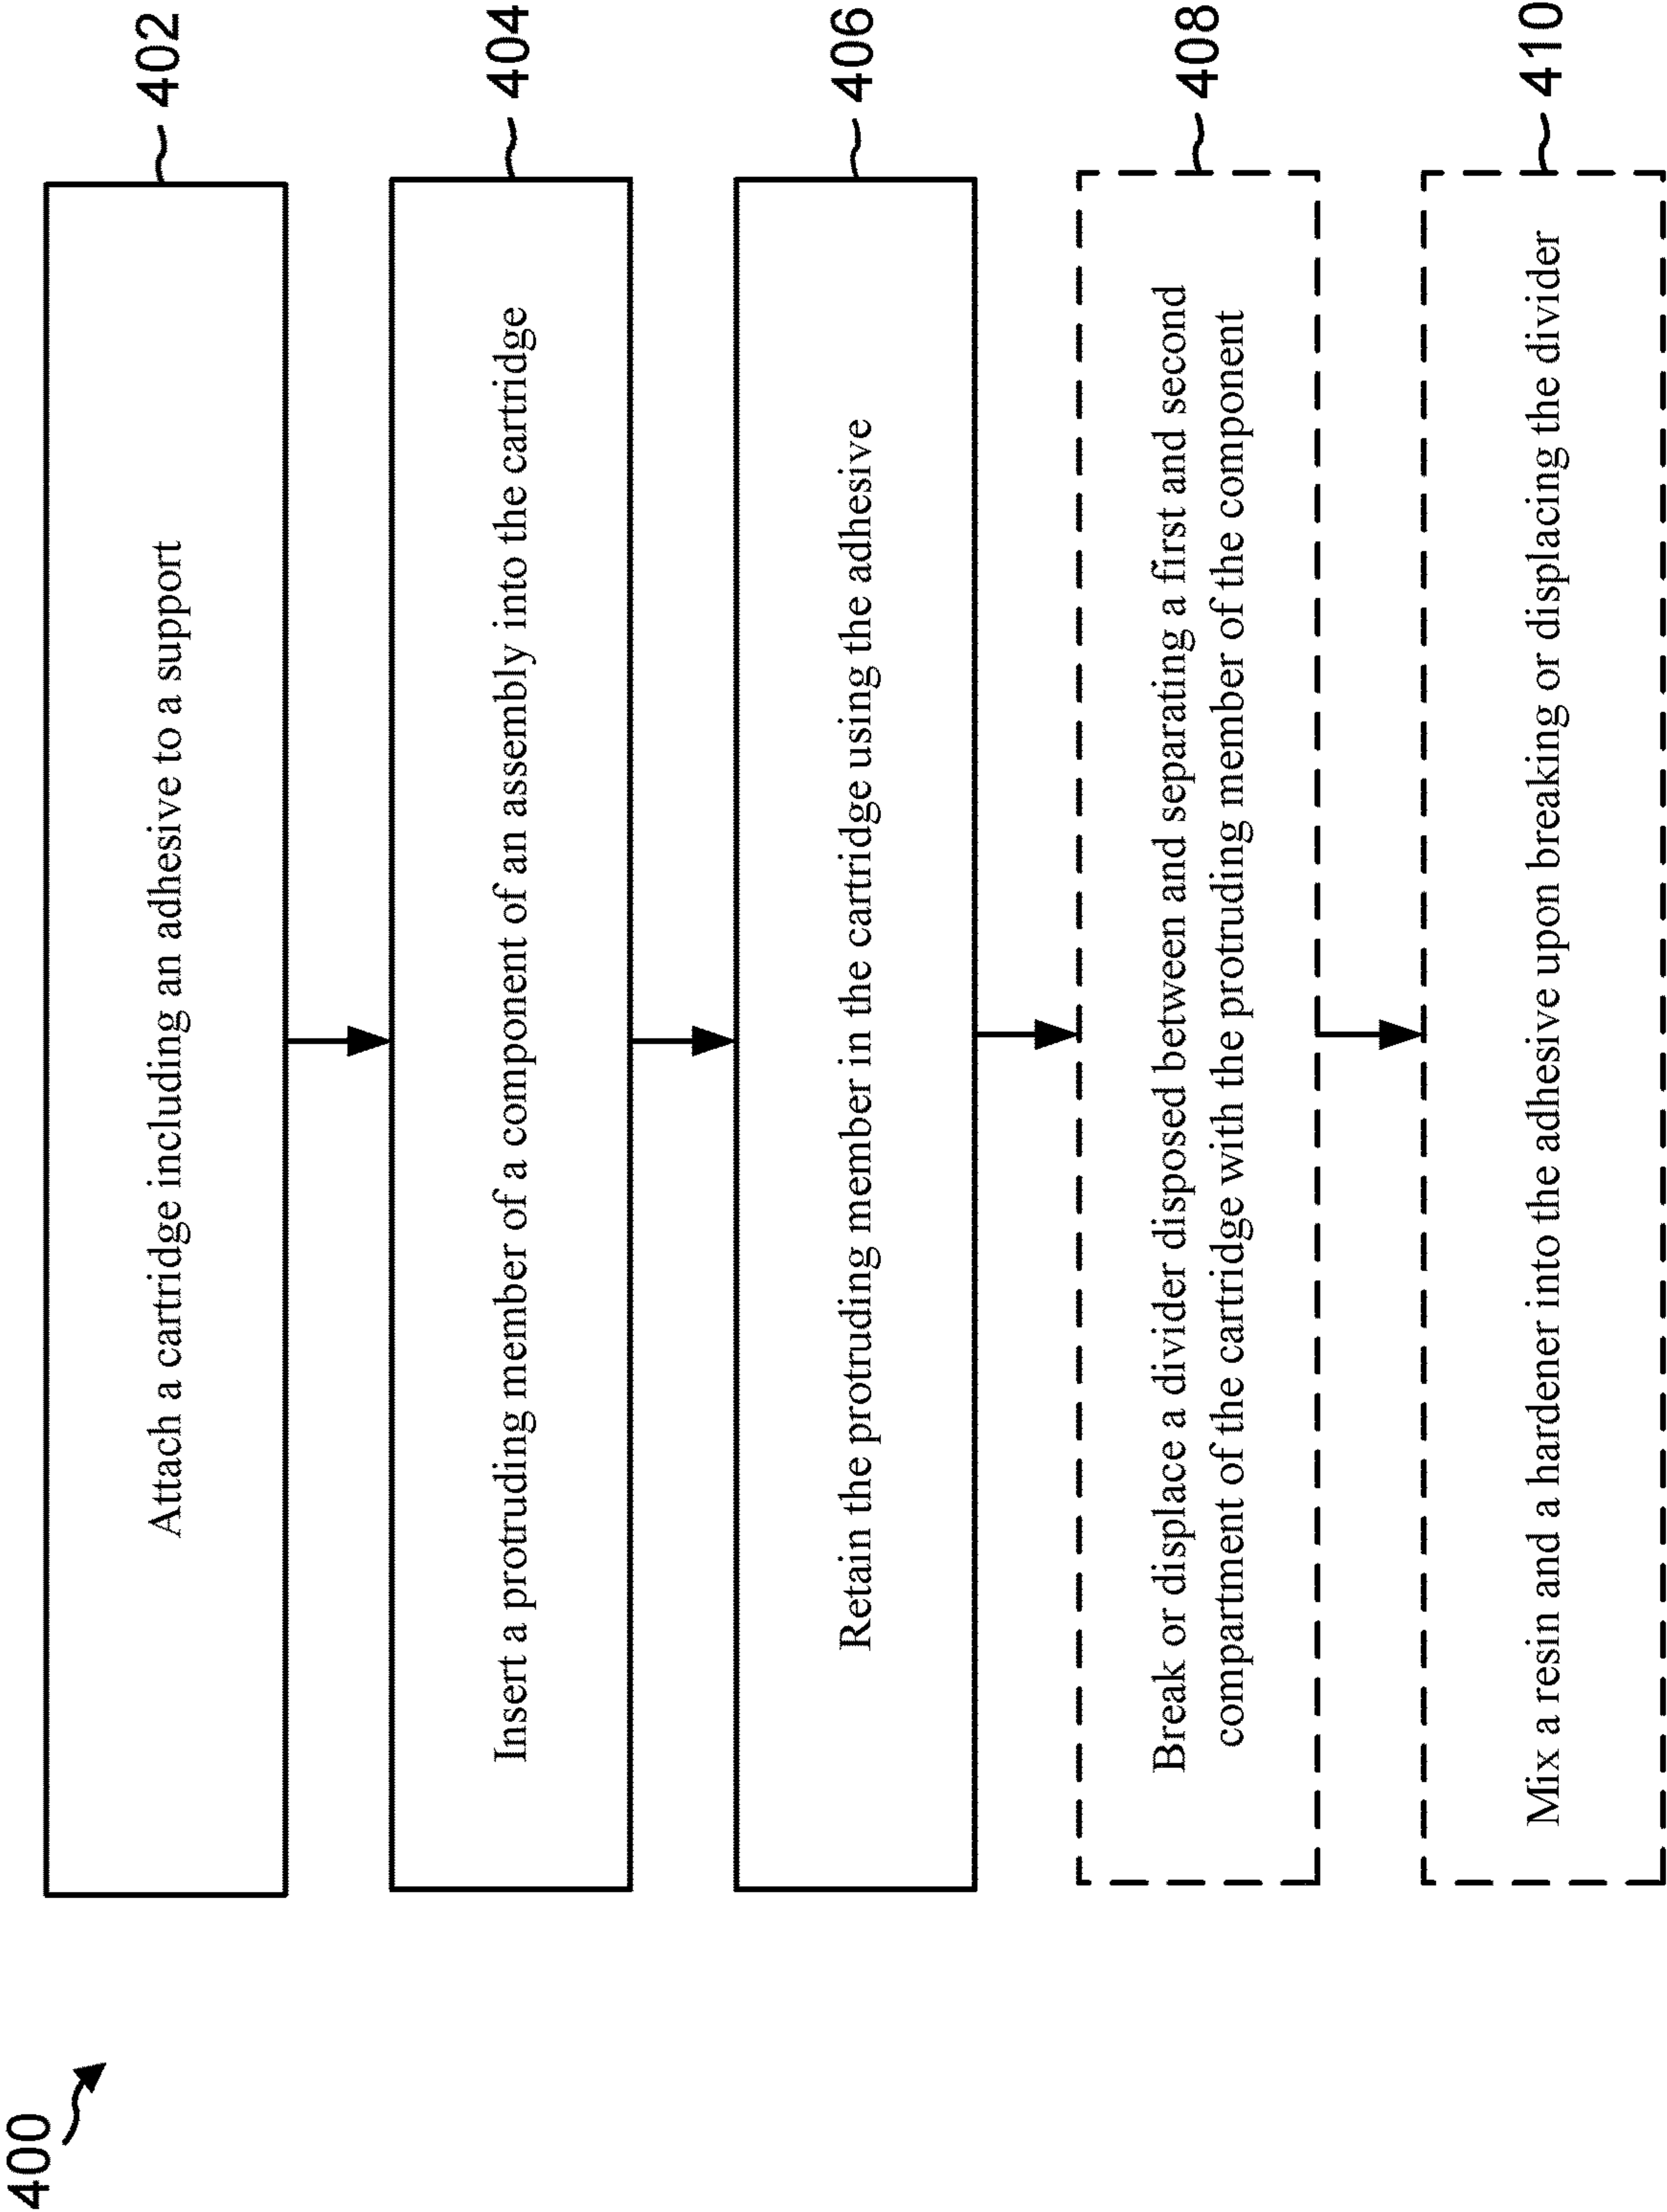 400
Attach a cartridge including an adhesive to a support
402
Insert a protruding member of a component of an assembly into the cartridge
404
Retain the protruding member in the cartridge using the adhesive
406
Break or displace a divider disposed between and separating a first and second
compartment of the cartridge with the protruding member of the component
408
Mix a resin and a hardener into the adhesive upon breaking or displacing the divider
410